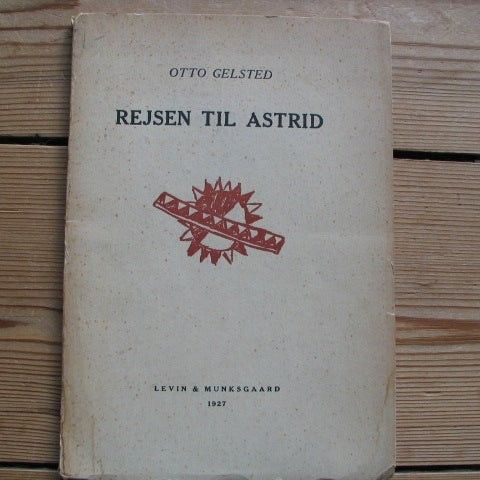 OTTO GELSTED
REJSEN TIL ASTRID
LEVIN & MUNKSGAARD
1927